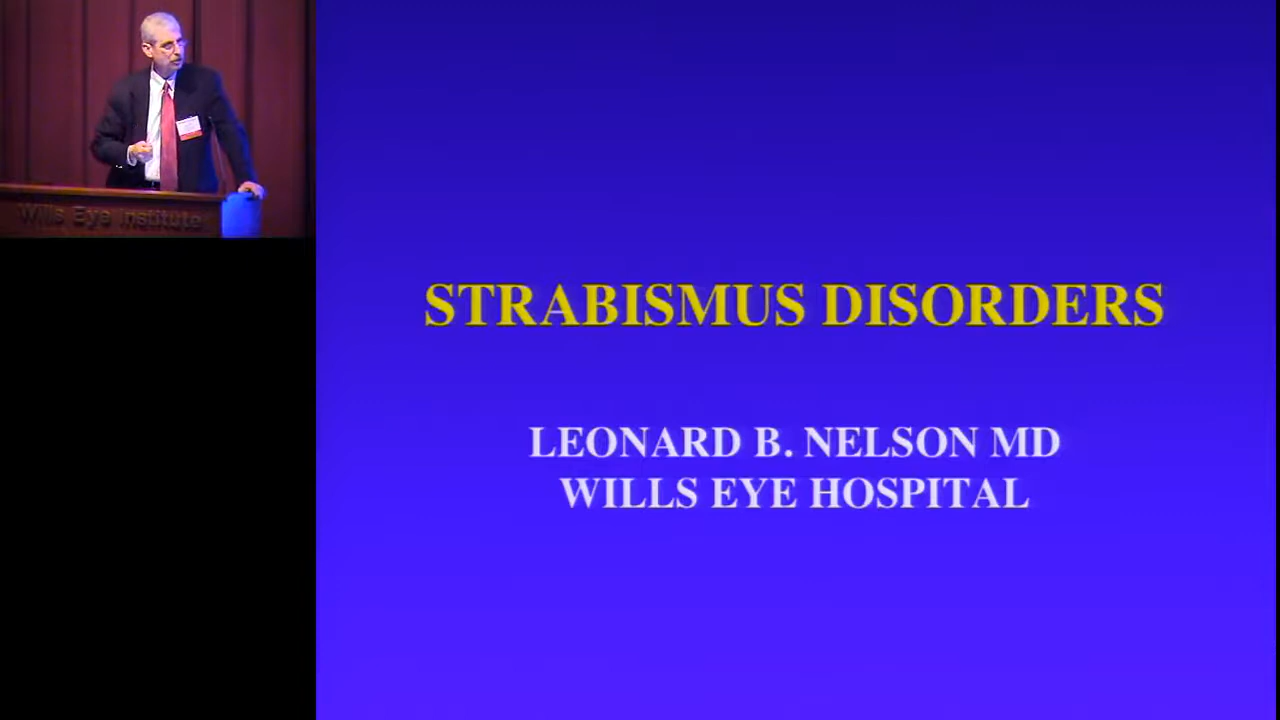 Wills Eye Institute
STRABISMUS DISORDERS
LEONARD B. NELSON MD
WILLS EYE HOSPITAL